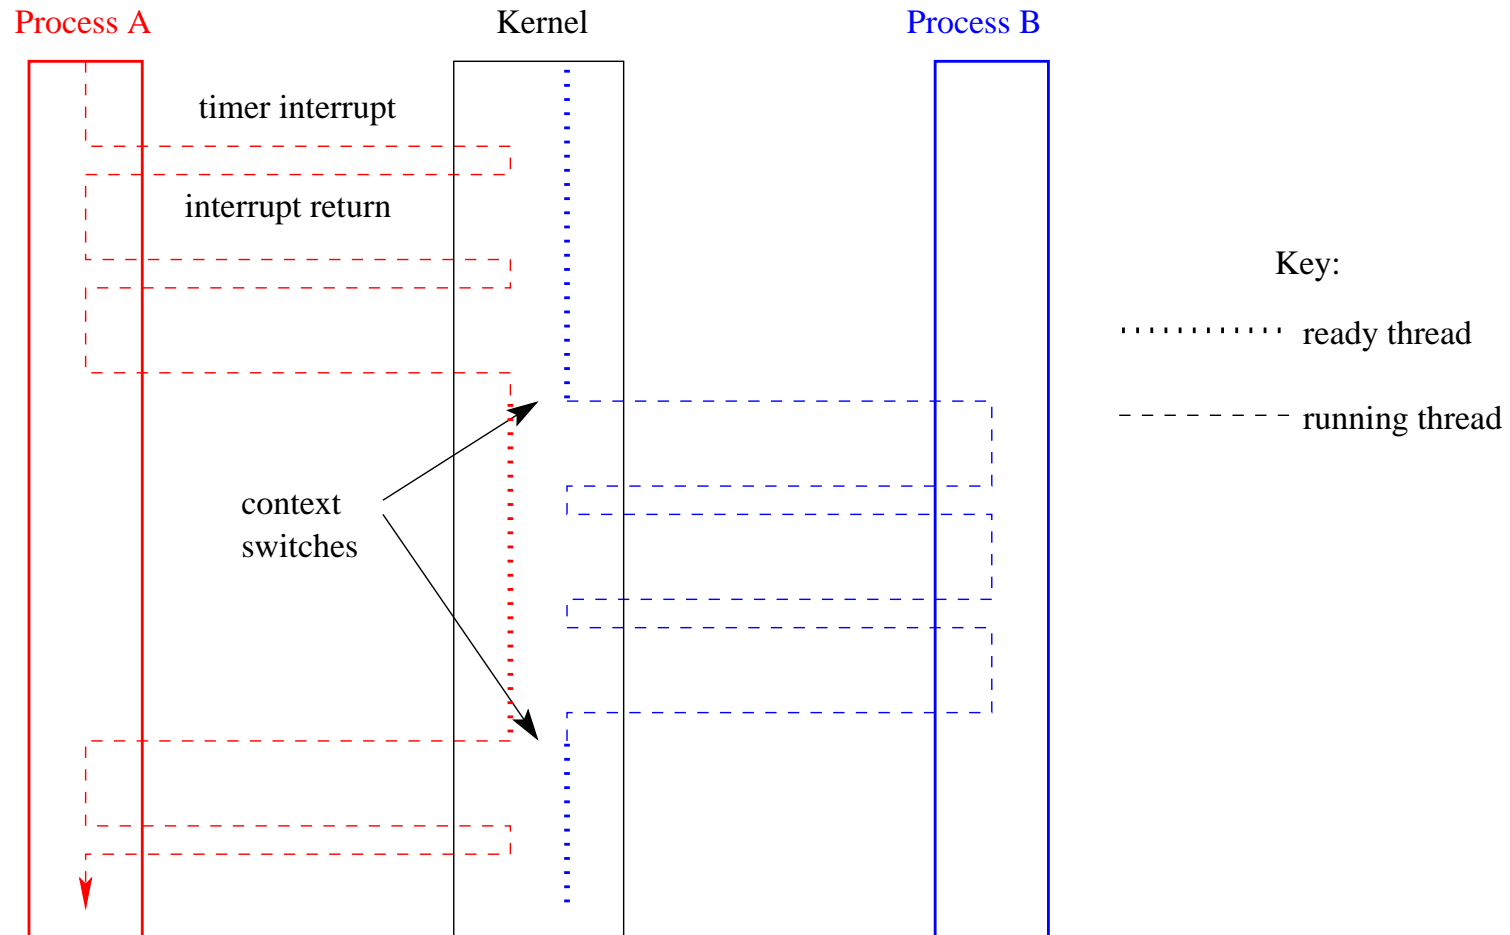 Process A
Kernel
Process B
timer interrupt
interrupt return
Key:
ready thread
running thread
context
switches